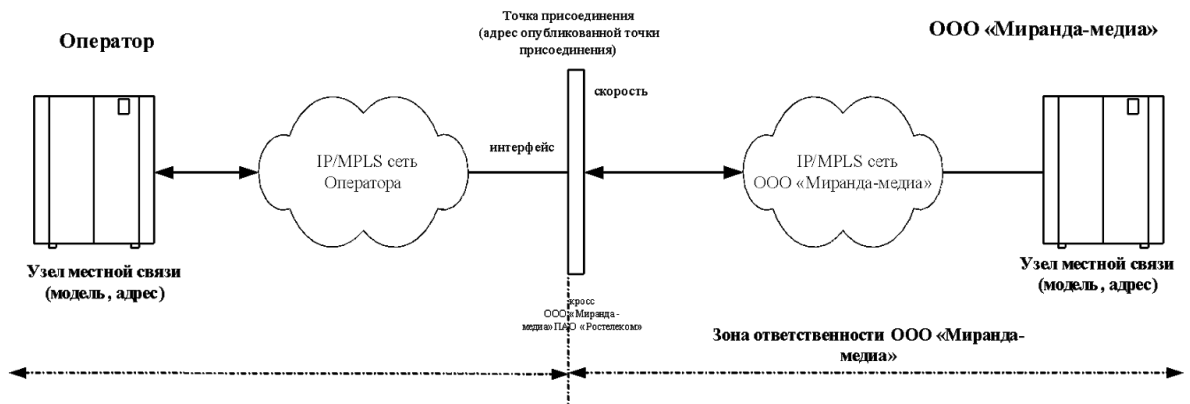 Точка присоединения
(адрес опубликованной точки
присоединения)
Оператор
ООО «Миранда-медиа»
скорость
интерфейс
IP/MPLS сеть
Оператора
IP/MPLS сеть
ООО «Миранда-медиа»
Узел местной связи
(модель , адрес)
Узел местной связи
(модель , адрес)
кросс
ООО «Миранда -
медиа» ПАО «Ростелеком»
Зона ответственности ООО «Миранда-
медиа»